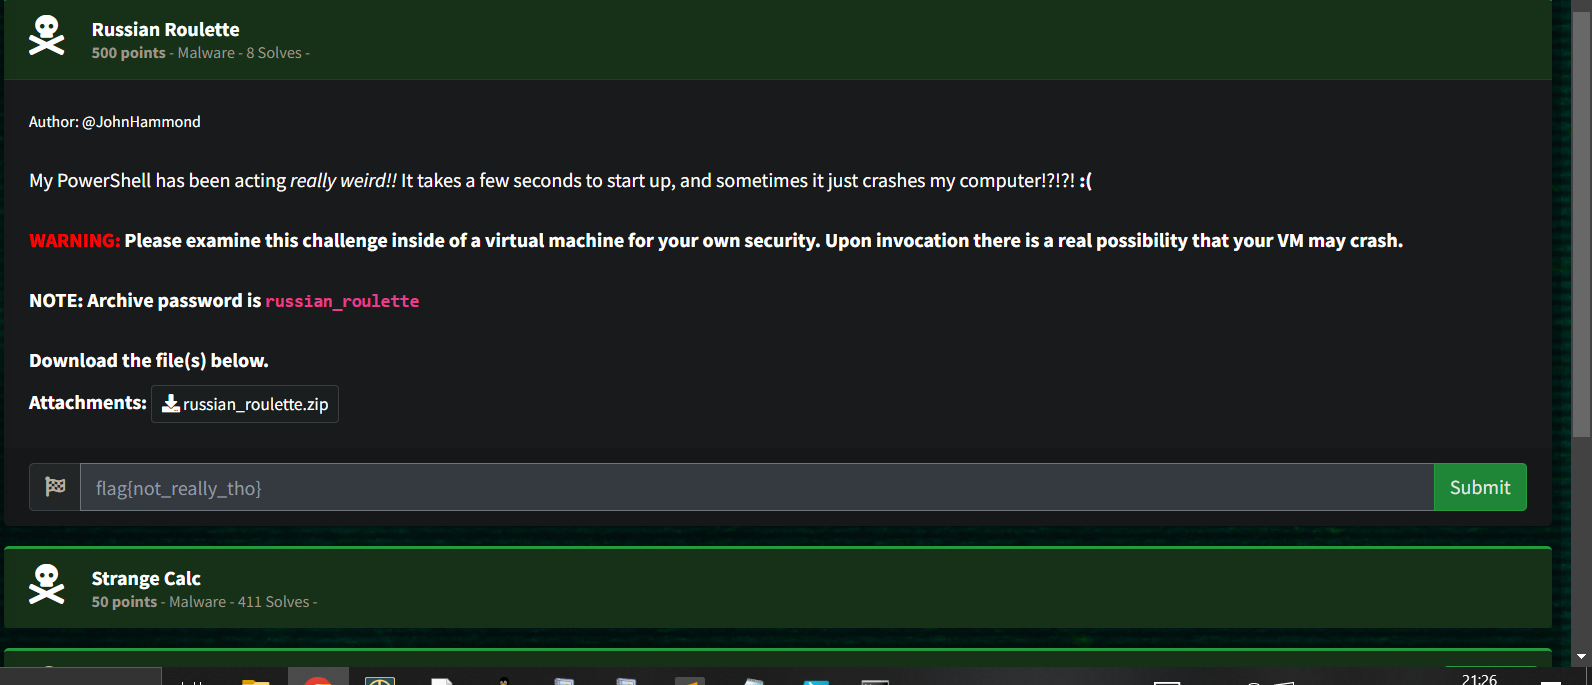 Russian Roulette
500 points - Malware - 8 Solves -
Author: @JohnHammond
My PowerShell has been acting really weird!! It takes a few seconds to start up, and sometimes it just crashes my computer!?!?! :(
WARNING: Please examine this challenge inside of a virtual machine for your own security. Upon invocation there is a real possibility that your VM may crash.
NOTE: Archive password is russian_roulette
Download the file(s) below.
Attachments: russian_roulette.zip
flag{not_really_tho} Submit
Strange Calc
50 points - Malware - 411 Solves -
21:26